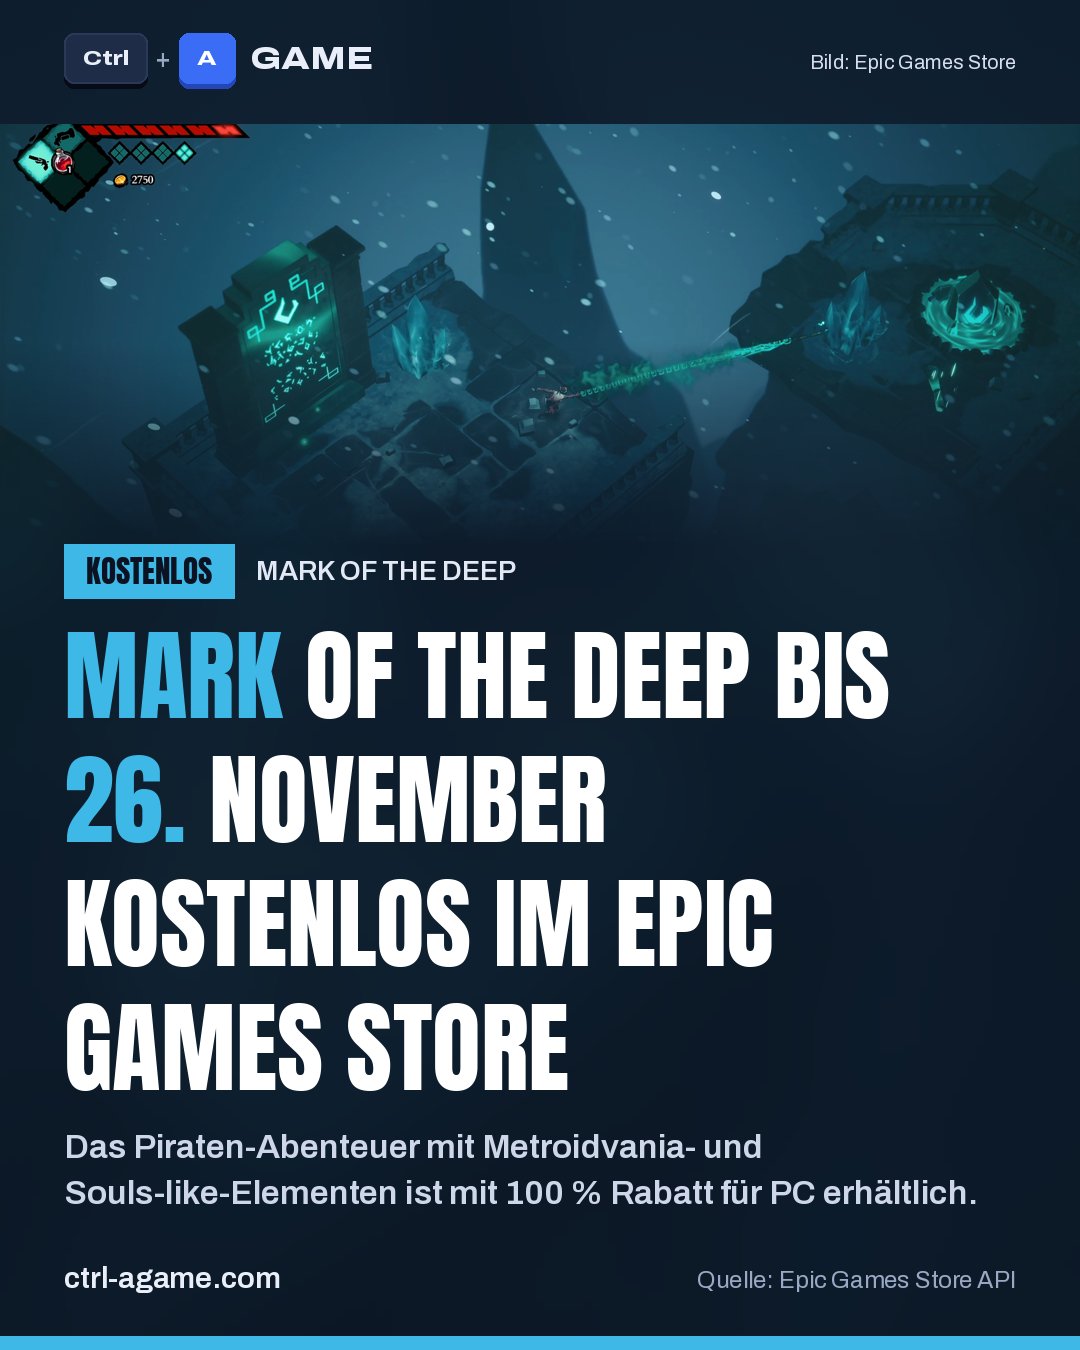 Ctrl + A GAME
Bild: Epic Games Store
1
2750
KOSTENLOS MARK OF THE DEEP
MARK OF THE DEEP BIS
26. NOVEMBER
KOSTENLOS IM EPIC
GAMES STORE
Das Piraten-Abenteuer mit Metroidvania- und
Souls-like-Elementen ist mit 100 % Rabatt für PC erhältlich.
ctrl-agame.com
Quelle: Epic Games Store API